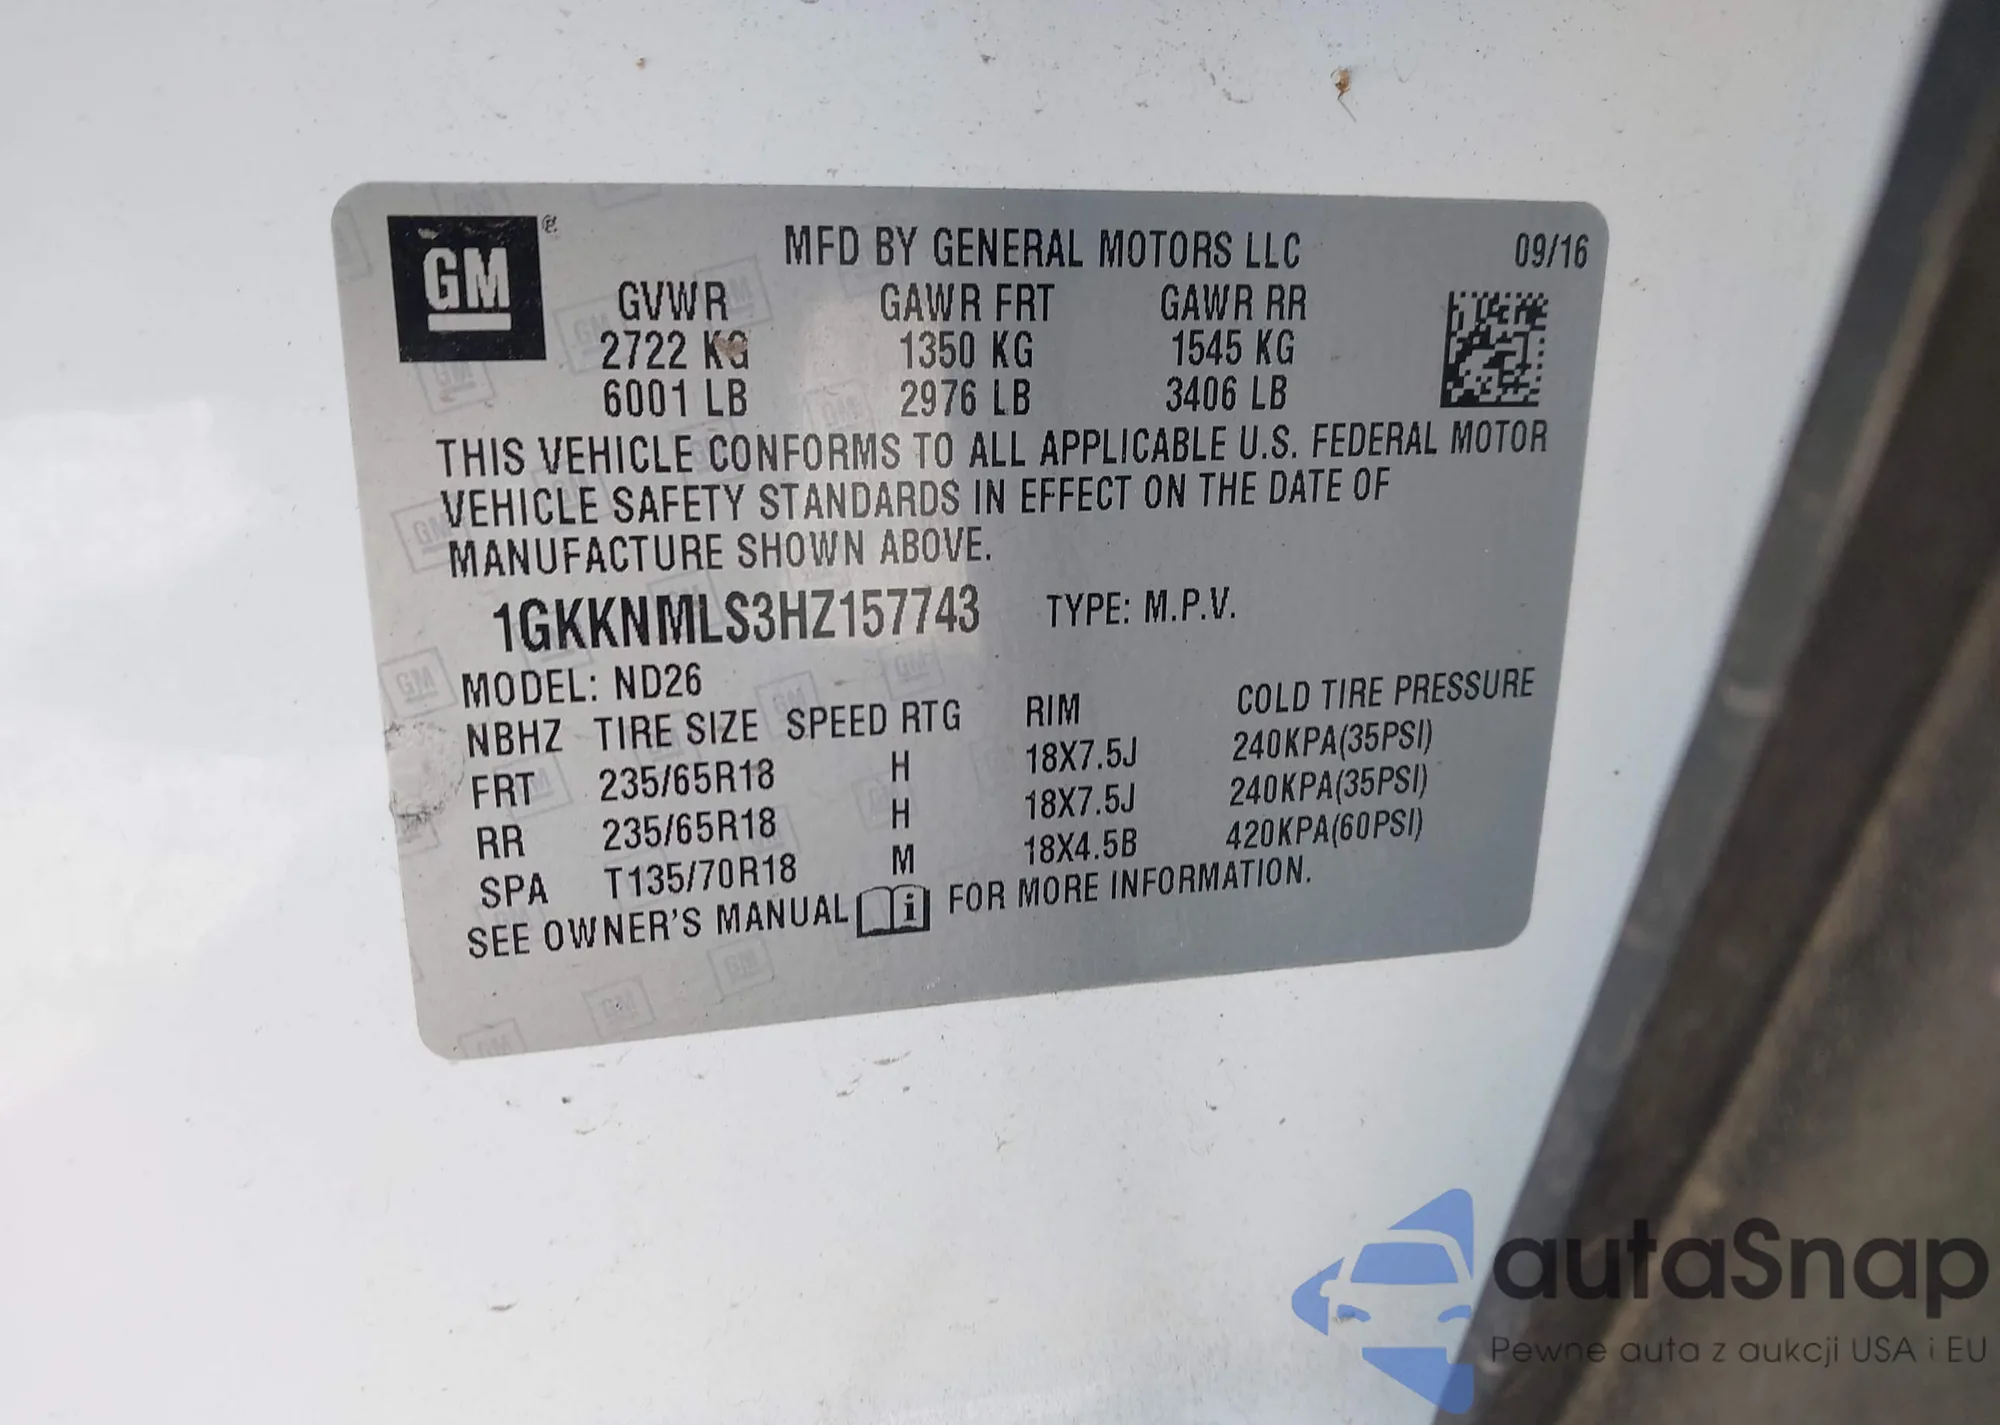 GM
MFD BY GENERAL MOTORS LLC 09/16
GVWR GAWR FRT GAWR RR
2722 KG 1350 KG 1545 KG
6001 LB 2976 LB 3406 LB
THIS VEHICLE CONFORMS TO ALL APPLICABLE U.S. FEDERAL MOTOR
VEHICLE SAFETY STANDARDS IN EFFECT ON THE DATE OF
MANUFACTURE SHOWN ABOVE.
1GKKNMLS3HZ157743 TYPE: M.P.V.
MODEL: ND26
NBHZ TIRE SIZE SPEED RTG RIM COLD TIRE PRESSURE
FRT 235/65R18 H 18X7.5J 240KPA(35PSI)
RR 235/65R18 H 18X7.5J 240KPA(35PSI)
SPA T135/70R18 M 18X4.5B 420KPA(60PSI)
SEE OWNER'S MANUAL i FOR MORE INFORMATION.
autaSnap
Pewne auta z aukcji USA i EU